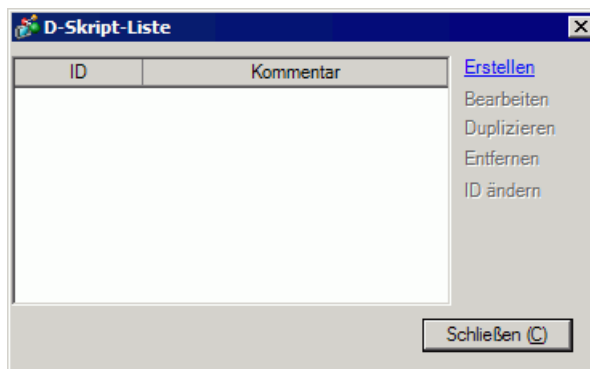 D-Skript-Liste
ID Kommentar
Erstellen
Bearbeiten
Duplizieren
Entfernen
ID ändern
Schließen (C)